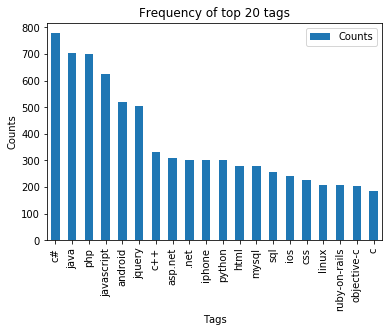 Frequency of top 20 tags
Counts
800
700
600
500
400
300
200
100
0
Counts
c#
java
php
javascript
android
jquery
c++
asp.net
.net
iphone
python
html
mysql
sql
ios
css
linux
ruby-on-rails
objective-c
c
Tags